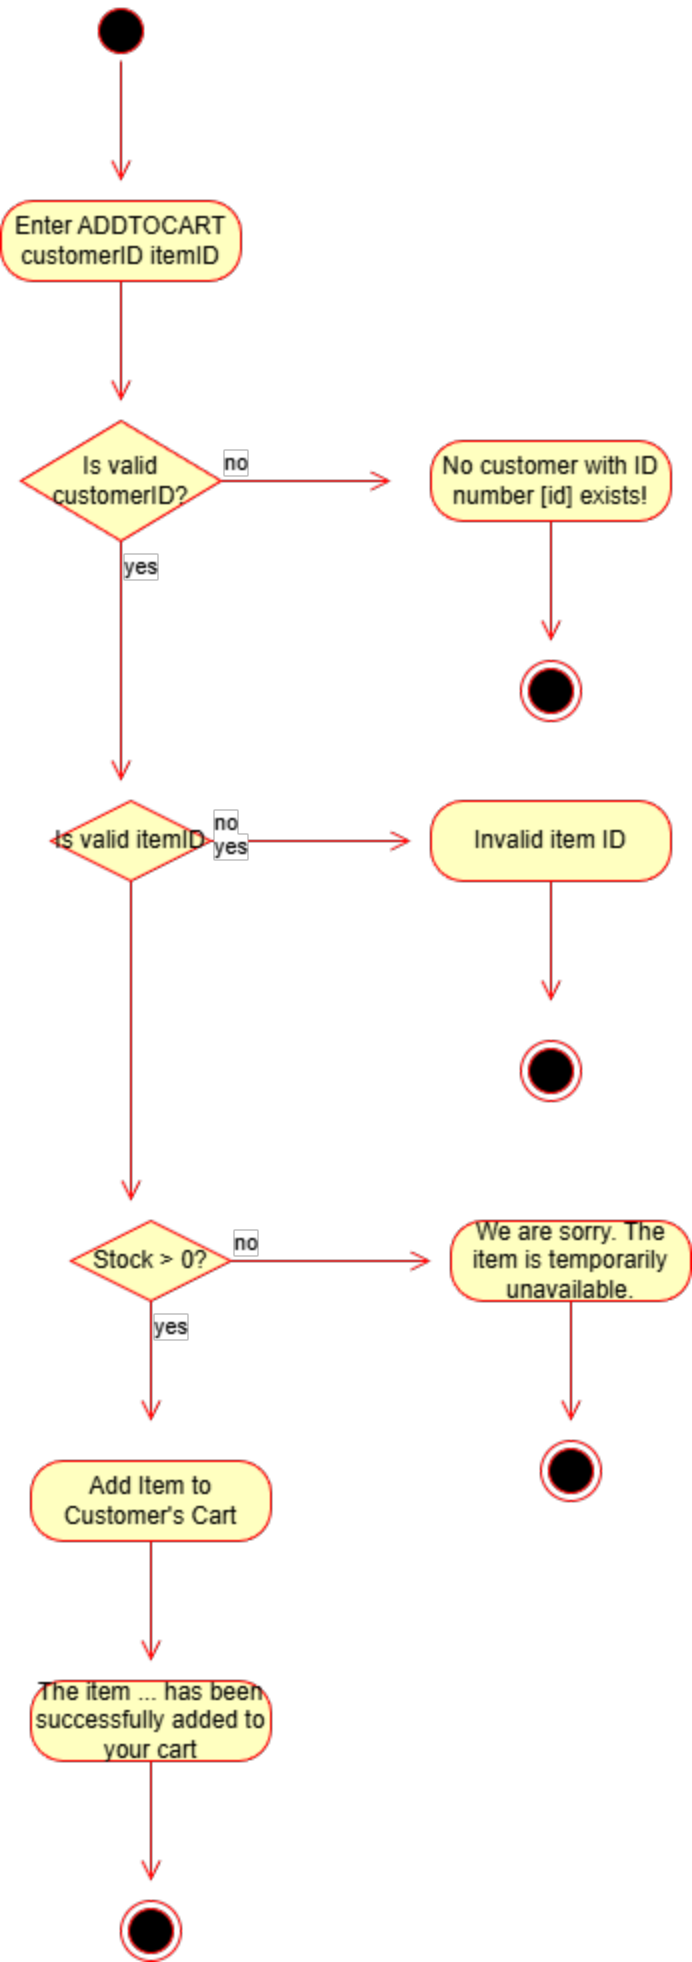 Enter ADDTOCART
customerID itemID
Is valid
customerID?
no
No customer with ID
number [id] exists!
yes
Is valid itemID
no
yes
Invalid item ID
Stock > 0?
no
We are sorry. The
item is temporarily
unavailable.
yes
Add Item to
Customer's Cart
The item ... has been
successfully added to
your cart